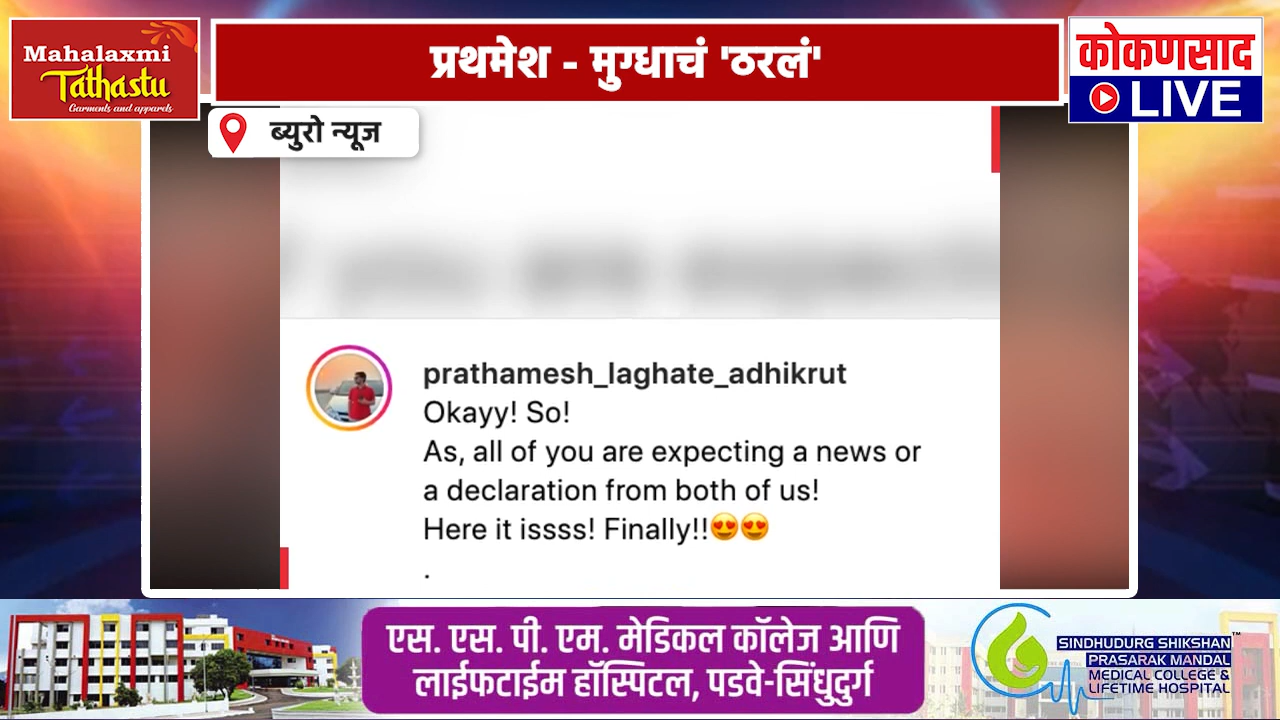 Mahalaxmi
Tathastu
Garments and apparels
प्रथमेश - मुग्धाचं 'ठरलं'
कोकणसाद
LIVE
ब्युरो न्यूज
prathamesh_laghate_adhikrut
Okayy! So!
As, all of you are expecting a news or
a declaration from both of us!
Here it issss! Finally!!😍😍
.
एस. एस. पी. एम. मेडिकल कॉलेज आणि
लाईफटाईम हॉस्पिटल, पडवे-सिंधुदुर्ग
SINDHUDURG SHIKSHAN™
PRASARAK MANDAL
MEDICAL COLLEGE &
LIFETIME HOSPITAL